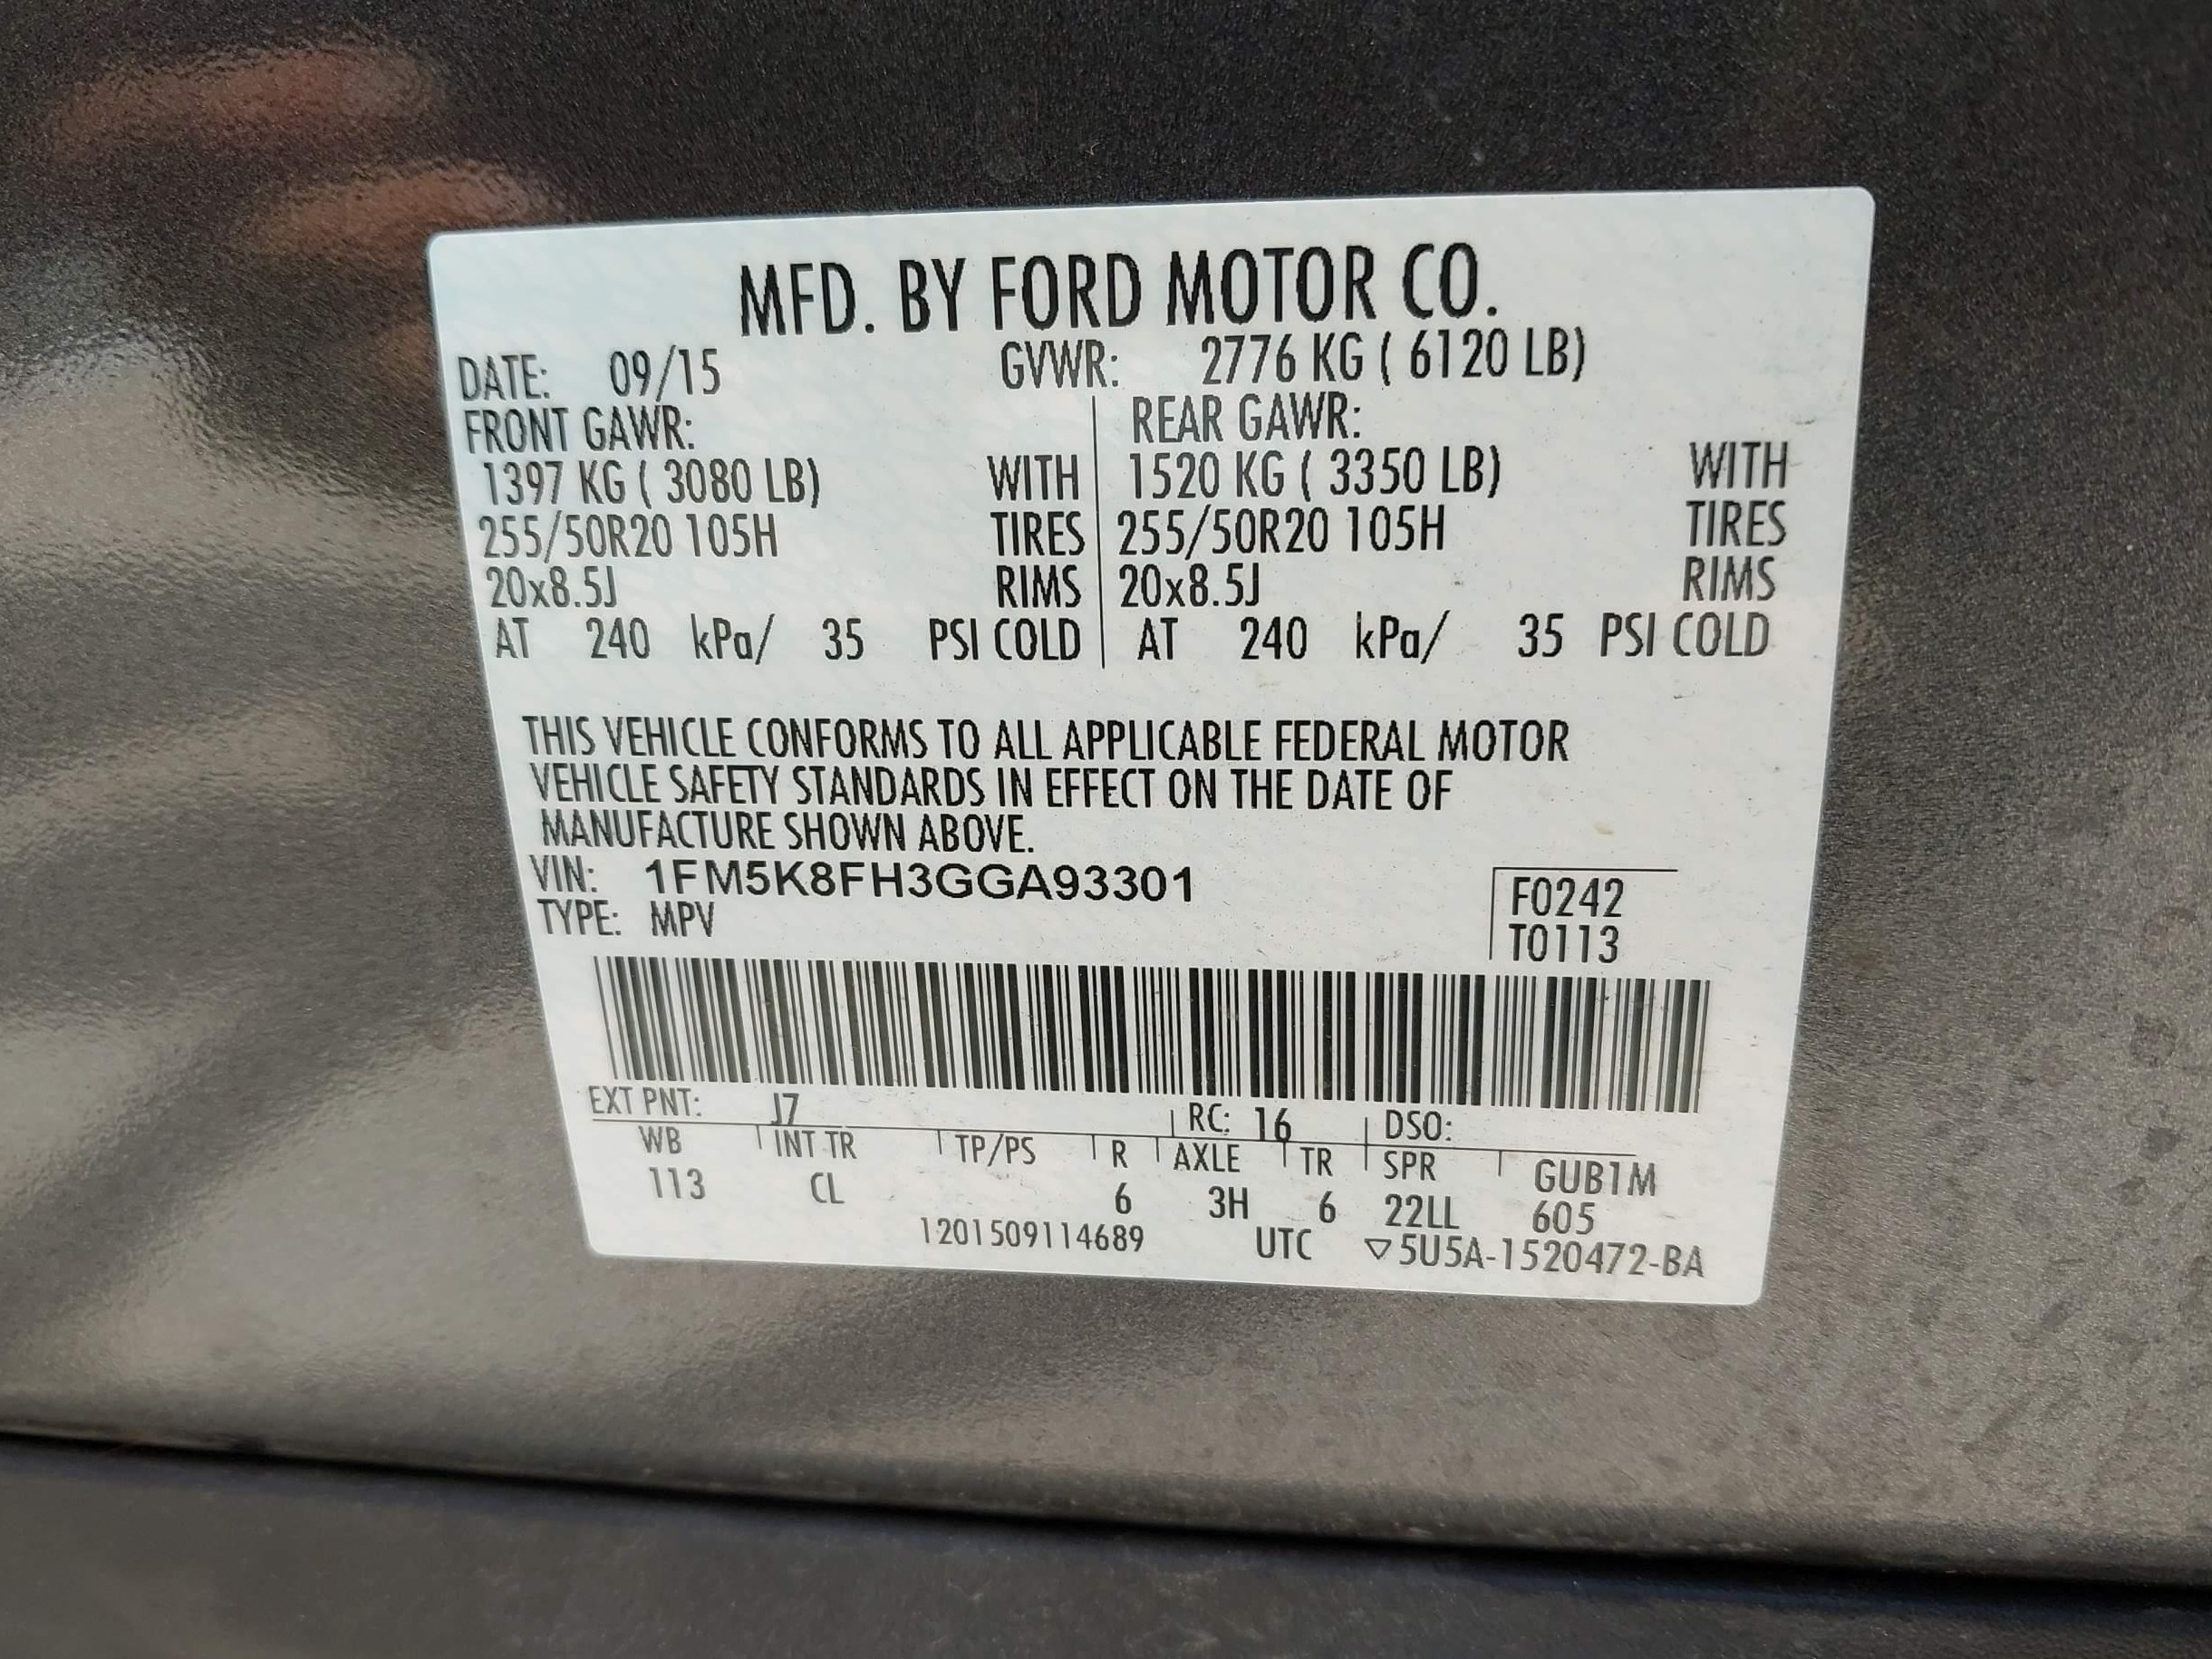 MFD. BY FORD MOTOR CO.
DATE: 09/15 GVWR: 2776 KG ( 6120 LB)
FRONT GAWR: REAR GAWR:
1397 KG ( 3080 LB) WITH 1520 KG ( 3350 LB) WITH
255/50R20 105H TIRES 255/50R20 105H TIRES
20x8.5J RIMS 20x8.5J RIMS
AT 240 kPa/ 35 PSI COLD AT 240 kPa/ 35 PSI COLD
THIS VEHICLE CONFORMS TO ALL APPLICABLE FEDERAL MOTOR
VEHICLE SAFETY STANDARDS IN EFFECT ON THE DATE OF
MANUFACTURE SHOWN ABOVE.
VIN: 1FM5K8FH3GGA93301 F0242
TYPE: MPV T0113
EXT PNT: J7 RC: 16 DSO:
WB INT TR TP/PS R AXLE TR SPR GUB1M
113 CL 6 3H 6 22LL 605
1201509114689 UTC ▽5U5A-1520472-BA